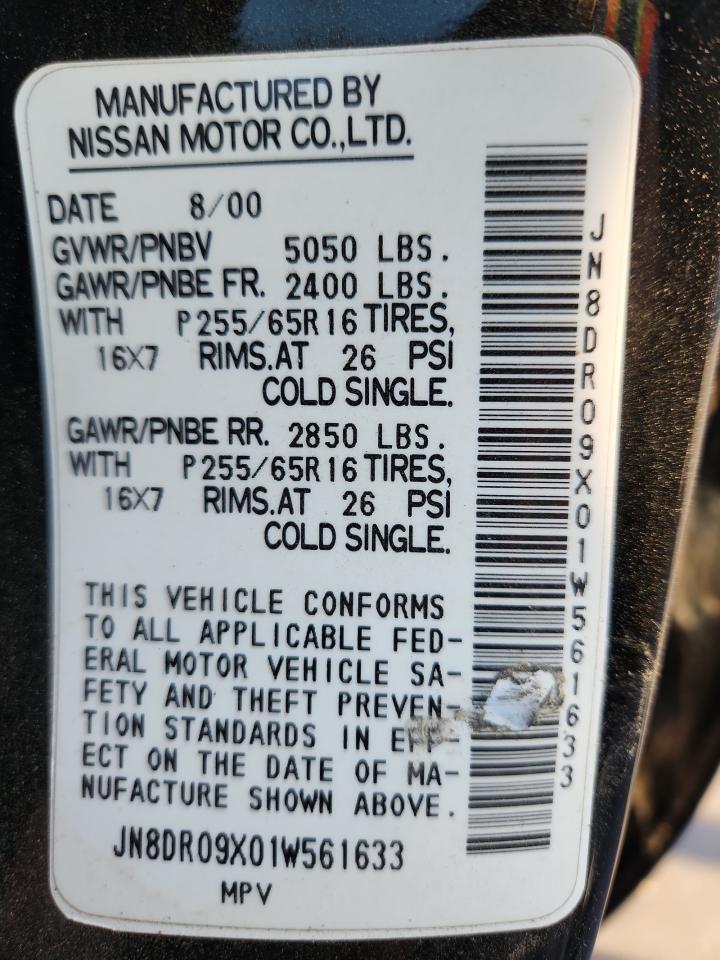 MANUFACTURED BY
NISSAN MOTOR CO.,LTD.
DATE 8/00
GVWR/PNBV 5050 LBS.
GAWR/PNBE FR. 2400 LBS.
WITH P255/65R16 TIRES,
16X7 RIMS.AT 26 PSI
COLD SINGLE.
GAWR/PNBE RR. 2850 LBS.
WITH P255/65R16 TIRES,
16X7 RIMS.AT 26 PSI
COLD SINGLE.
THIS VEHICLE CONFORMS
TO ALL APPLICABLE FED-
ERAL MOTOR VEHICLE SA-
FETY AND THEFT PREVEN-
TION STANDARDS IN EFF-
ECT ON THE DATE OF MA-
NUFACTURE SHOWN ABOVE.
JN8DR09X01W561633
MPV
JN8DR09X01W561633